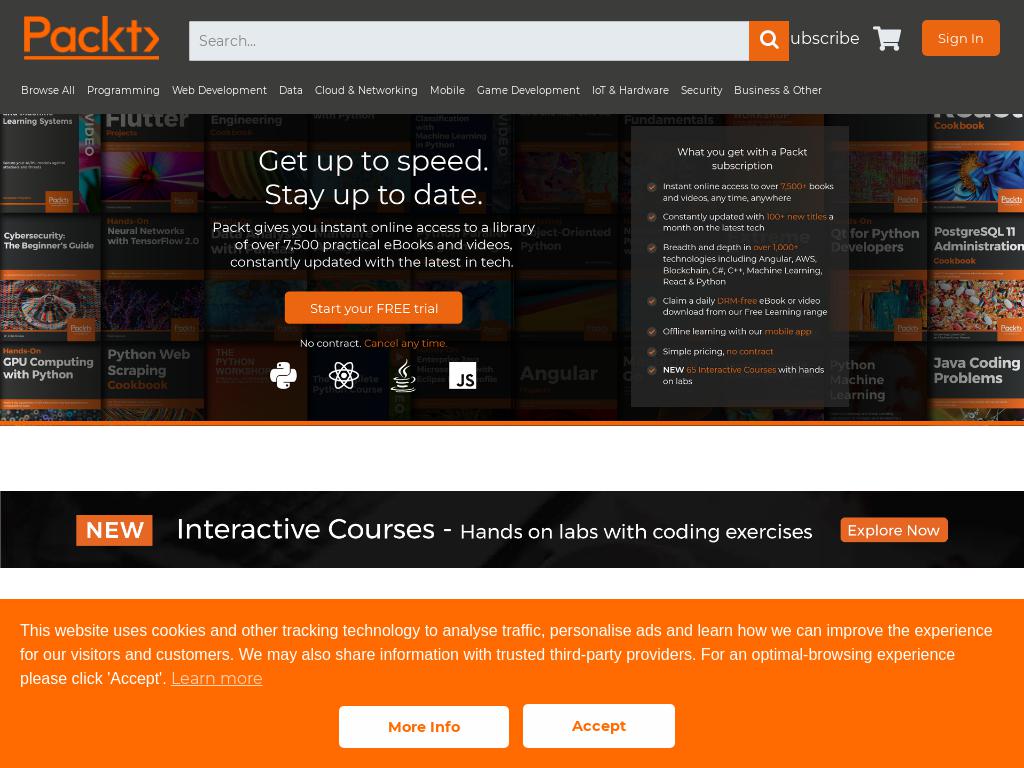 Packt
Search...
ubscribe
Sign In
Browse All Programming Web Development Data Cloud & Networking Mobile Game Development IoT & Hardware Security Business & Other
Learning Systems
VIDEO
Flutter
Projects
Engineering
Cookbook
Classification
with
Machine Learning
in Python
Fundamentals
Cookbook
Get up to speed.
Stay up to date.
Packt gives you instant online access to a library
of over 7,500 practical eBooks and videos,
constantly updated with the latest in tech.
Start your FREE trial
No contract. Cancel any time.
JS
What you get with a Packt
subscription
Instant online access to over 7,500+ books
and videos, any time, anywhere
Constantly updated with 100+ new titles a
month on the latest tech
Breadth and depth in over 1,000+
technologies including Angular, AWS,
Blockchain, C#, C++, Machine Learning,
React & Python
Claim a daily DRM-free eBook or video
download from our Free Learning range
Offline learning with our mobile app
Simple pricing, no contract
NEW 65 Interactive Courses with hands
on labs
Cybersecurity:
The Beginner's Guide
Hands-On
Neural Networks
with TensorFlow 2.0
Qt for Python
Developers
PostgreSQL 11
Administration
Cookbook
Packt
Hands-On
GPU Computing
with Python
Python Web
Scraping
Cookbook
THE
PYTHON
WORKSHOP
Angular
Projects
Python
Machine
Learning
Java Coding
Problems
NEW Interactive Courses - Hands on labs with coding exercises Explore Now
This website uses cookies and other tracking technology to analyse traffic, personalise ads and learn how we can improve the experience
for our visitors and customers. We may also share information with trusted third-party providers. For an optimal-browsing experience
please click 'Accept'. Learn more
More Info
Accept